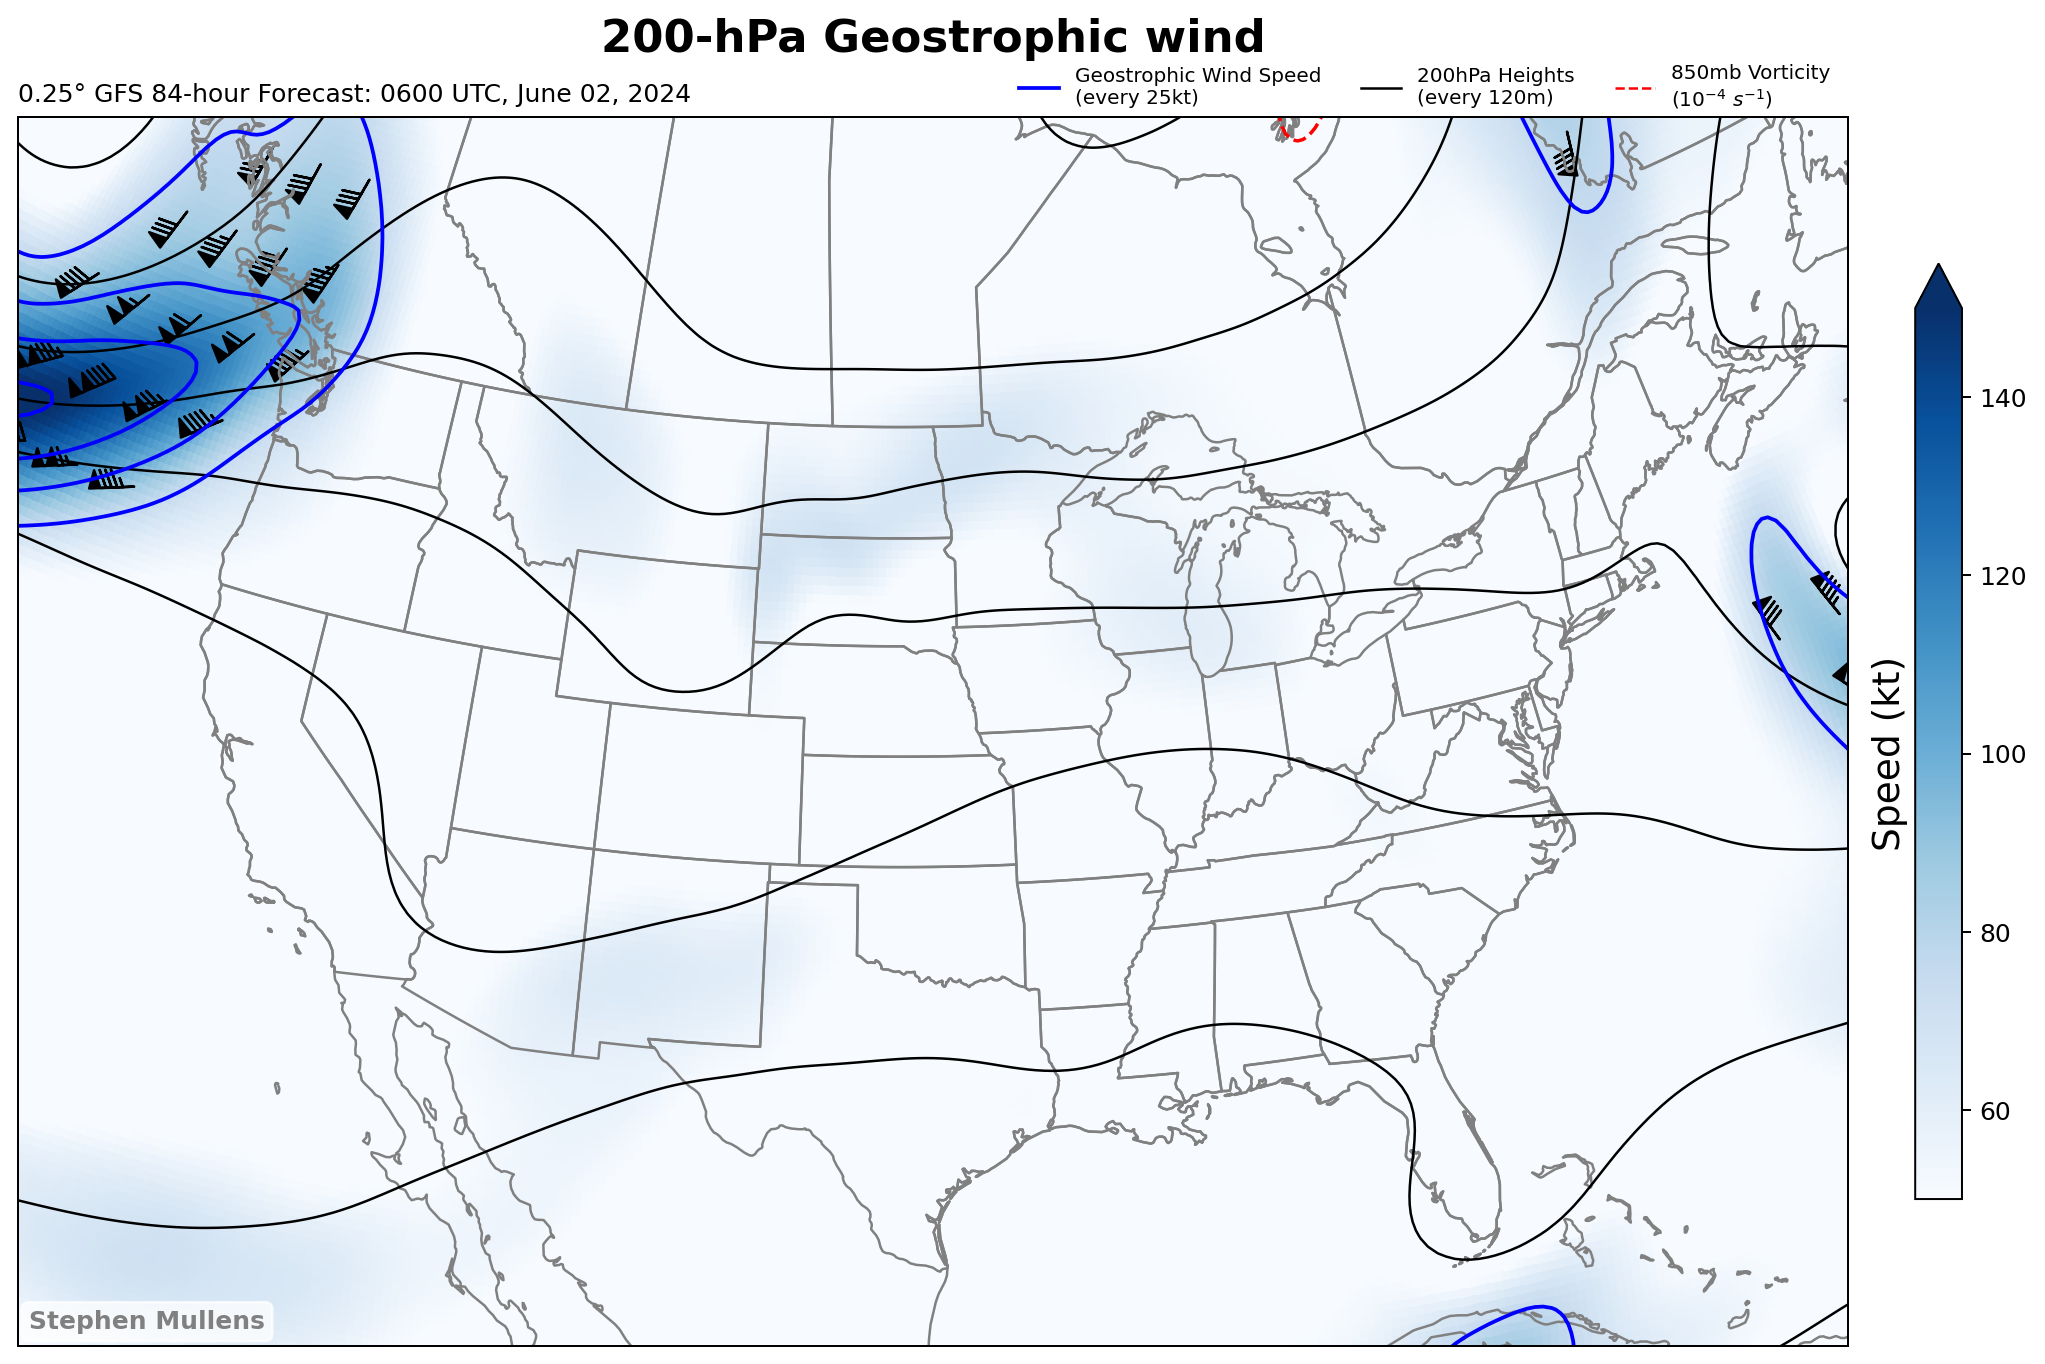 200-hPa Geostrophic wind
0.25° GFS 84-hour Forecast: 0600 UTC, June 02, 2024
Geostrophic Wind Speed
(every 25kt)
200hPa Heights
(every 120m)
850mb Vorticity
(10⁻⁴ s⁻¹)
140
120
100
80
60
Speed (kt)
Stephen Mullens